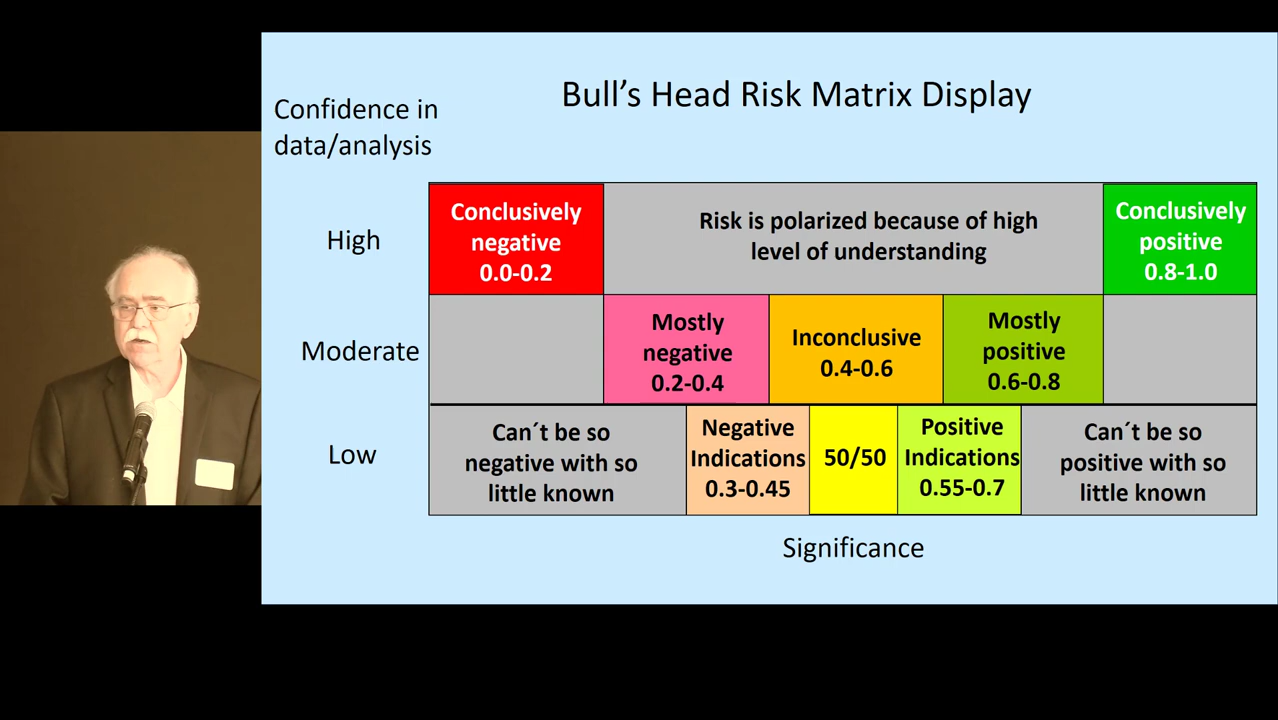 Bull’s Head Risk Matrix Display
Confidence in
data/analysis
High
Conclusively
negative
0.0-0.2
Risk is polarized because of high
level of understanding
Conclusively
positive
0.8-1.0
Moderate
Mostly
negative
0.2-0.4
Inconclusive
0.4-0.6
Mostly
positive
0.6-0.8
Low
Can´t be so
negative with so
little known
Negative
Indications
0.3-0.45
50/50
Positive
Indications
0.55-0.7
Can´t be so
positive with so
little known
Significance